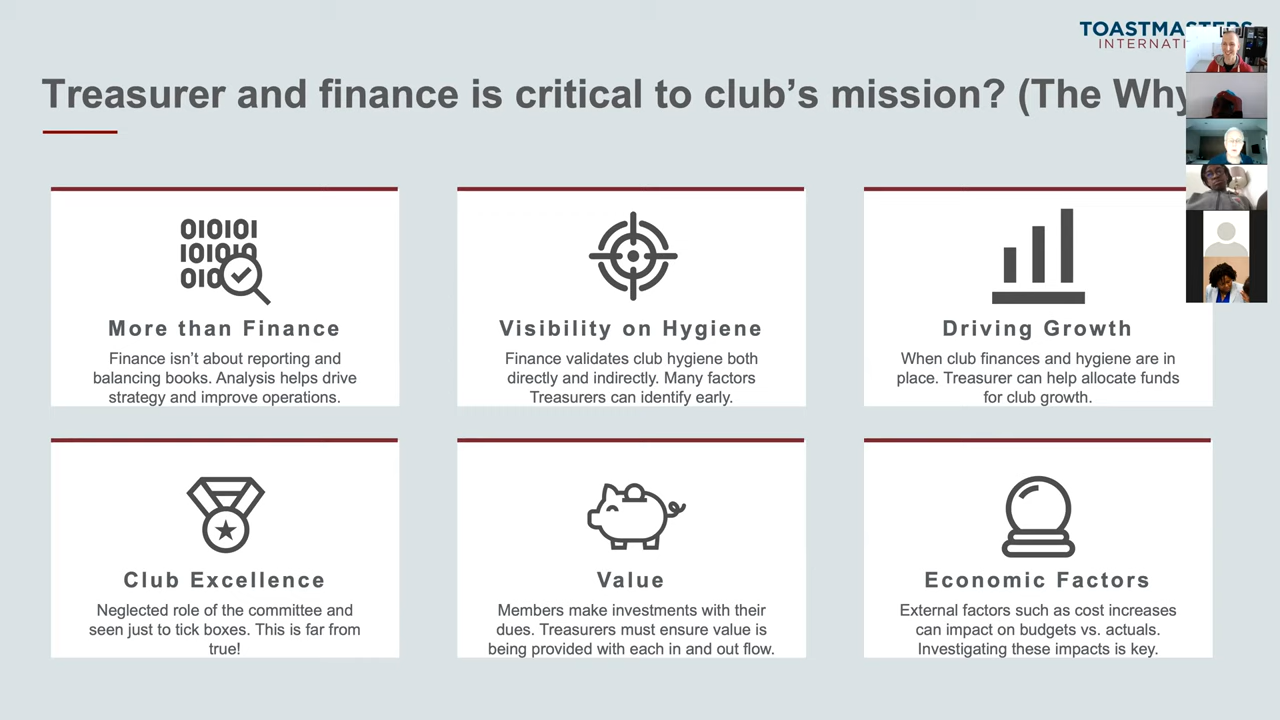 TOASTMASTERS
INTERNATI
Treasurer and finance is critical to club's mission? (The Why
010101
101010
010
More than Finance
Finance isn't about reporting and
balancing books. Analysis helps drive
strategy and improve operations.
Visibility on Hygiene
Finance validates club hygiene both
directly and indirectly. Many factors
Treasurers can identify early.
Driving Growth
When club finances and hygiene are in
place. Treasurer can help allocate funds
for club growth.
Club Excellence
Neglected role of the committee and
seen just to tick boxes. This is far from
true!
Value
Members make investments with their
dues. Treasurers must ensure value is
being provided with each in and out flow.
Economic Factors
External factors such as cost increases
can impact on budgets vs. actuals.
Investigating these impacts is key.